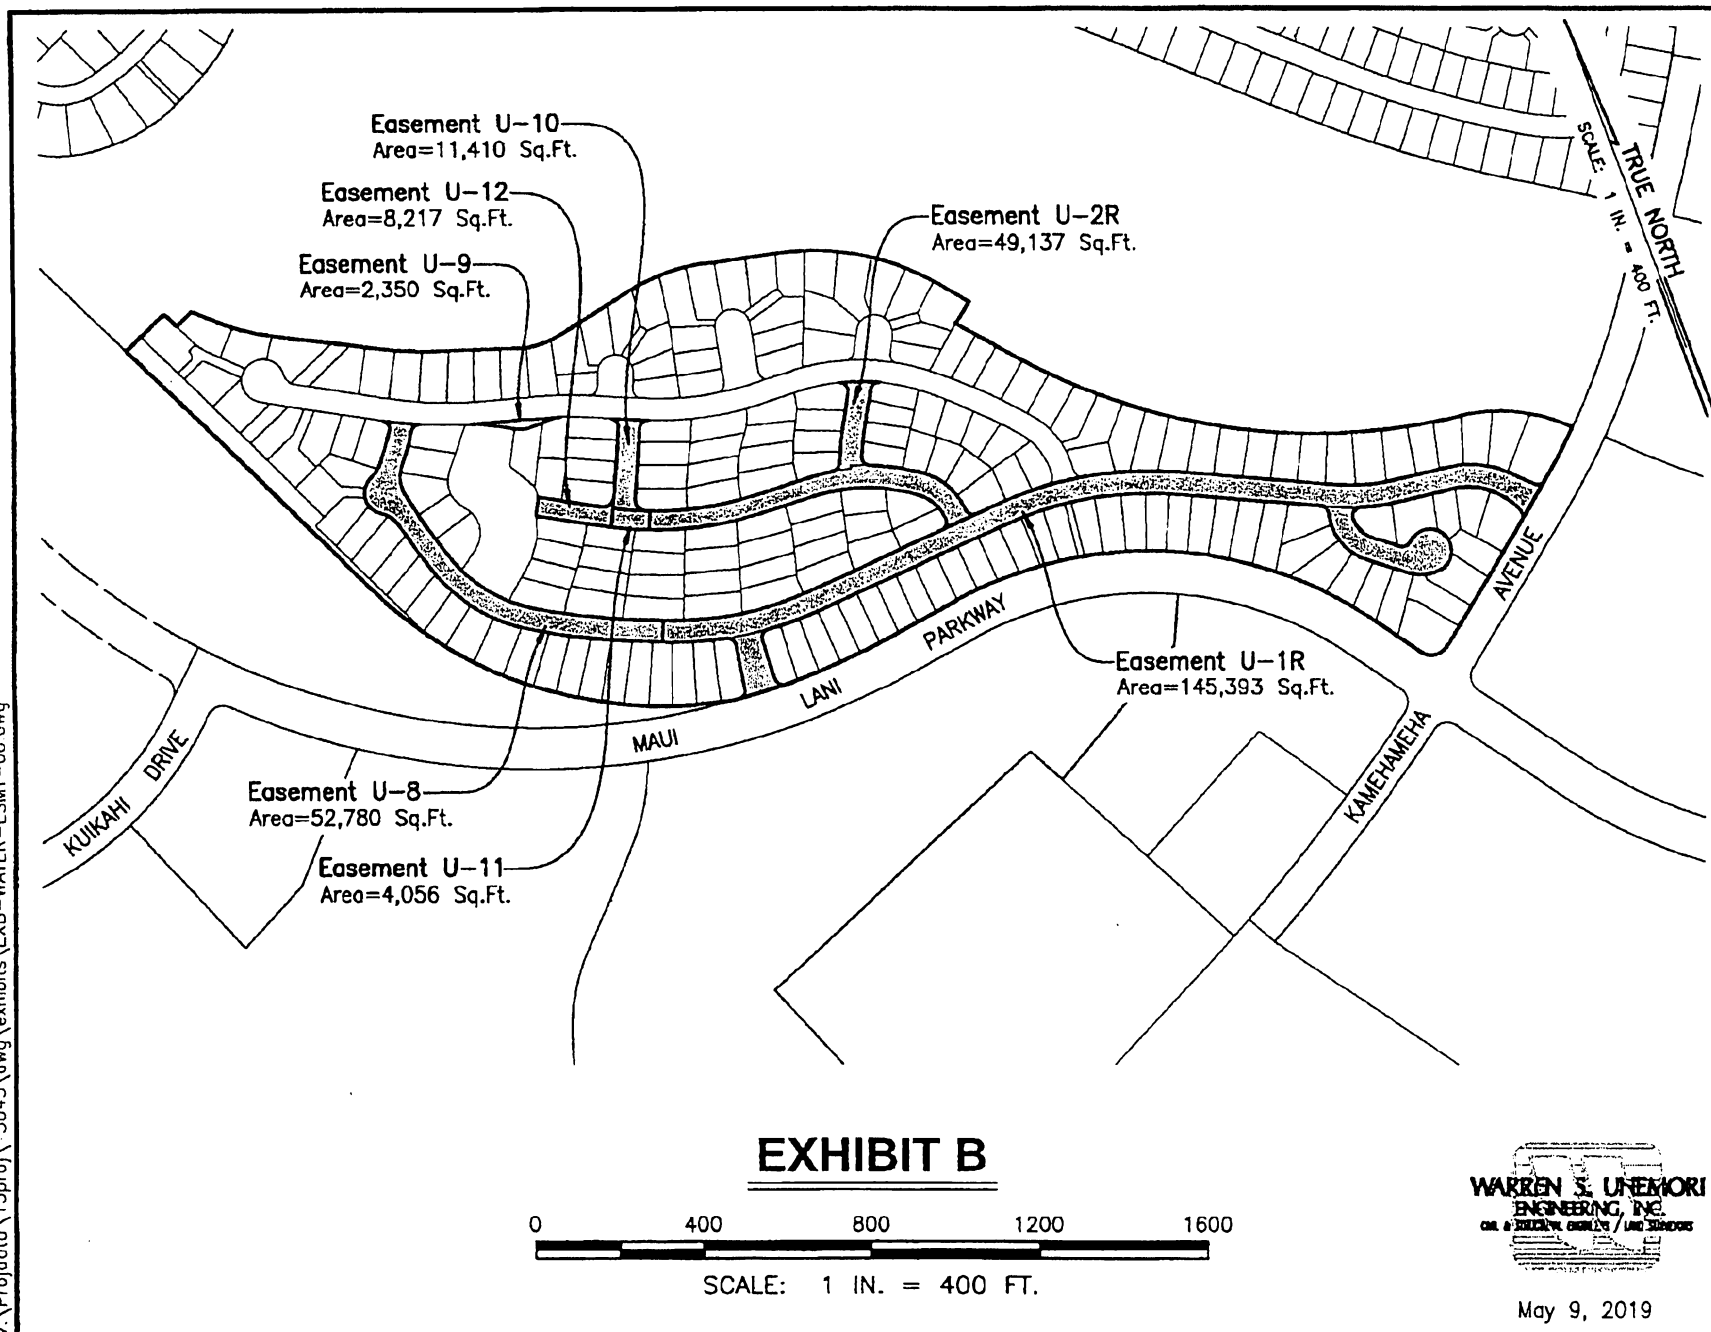 Easement U-10
Area=11,410 Sq.Ft.
Easement U-12
Area=8,217 Sq.Ft.
Easement U-9
Area=2,350 Sq.Ft.
Easement U-2R
Area=49,137 Sq.Ft.
TRUE NORTH
SCALE: 1 IN. = 400 FT.
Easement U-1R
Area=145,393 Sq.Ft.
Easement U-8
Area=52,780 Sq.Ft.
Easement U-11
Area=4,056 Sq.Ft.
KUIKAHI DRIVE
MAUI LANI PARKWAY
KAMEHAMEHA AVENUE
EXHIBIT B
0 400 800 1200 1600
SCALE: 1 IN. = 400 FT.
WARREN S. UNEMORI
ENGINEERING, INC.
May 9, 2019